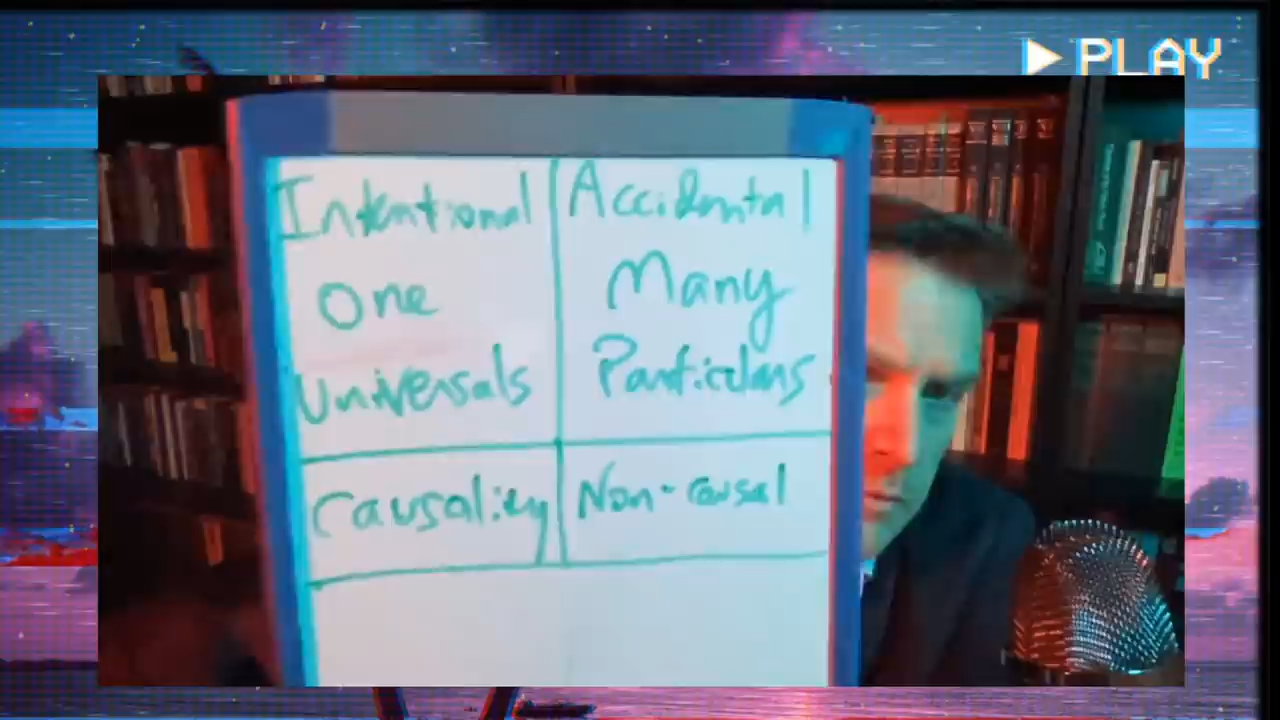 PLAY
Intentional Accidental
One Many
Universals Particulars
Causality Non-causal